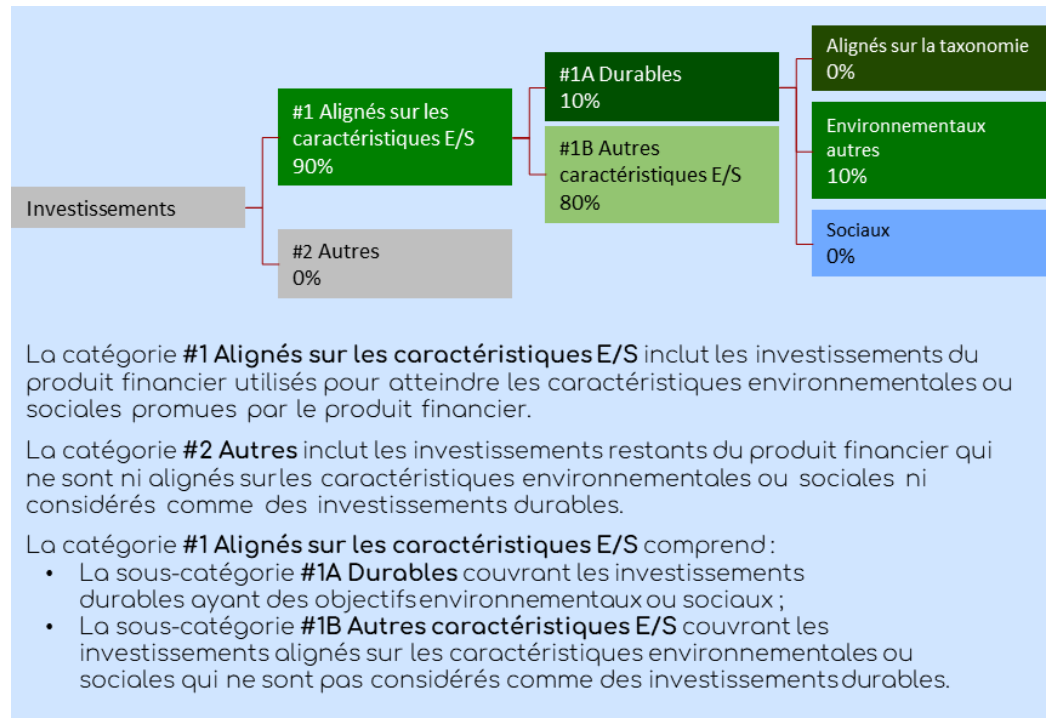 Investissements
#1 Alignés sur les
caractéristiques E/S
90%
#2 Autres
0%
#1A Durables
10%
#1B Autres
caractéristiques E/S
80%
Alignés sur la taxonomie
0%
Environnementaux
autres
10%
Sociaux
0%
La catégorie #1 Alignés sur les caractéristiques E/S inclut les investissements du
produit financier utilisés pour atteindre les caractéristiques environnementales ou
sociales promues par le produit financier.
La catégorie #2 Autres inclut les investissements restants du produit financier qui
ne sont ni alignés sur les caractéristiques environnementales ou sociales ni
considérés comme des investissements durables.
La catégorie #1 Alignés sur les caractéristiques E/S comprend :
• La sous-catégorie #1A Durables couvrant les investissements
durables ayant des objectifs environnementaux ou sociaux ;
• La sous-catégorie #1B Autres caractéristiques E/S couvrant les
investissements alignés sur les caractéristiques environnementales ou
sociales qui ne sont pas considérés comme des investissements durables.